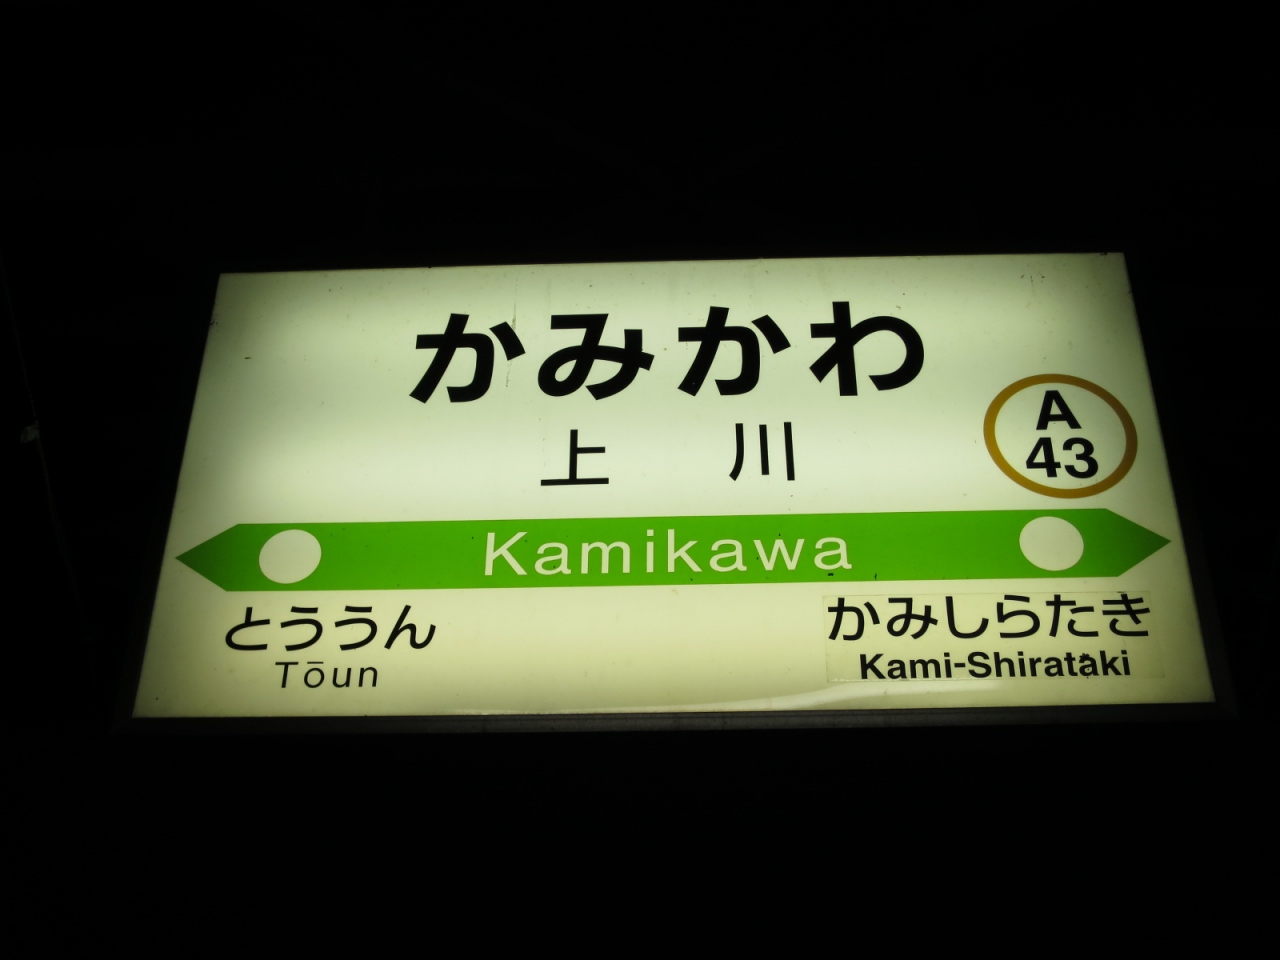 かみかわ
上川
A
43
Kamikawa
とううん
Tōun
かみしらたき
Kami-Shirataki